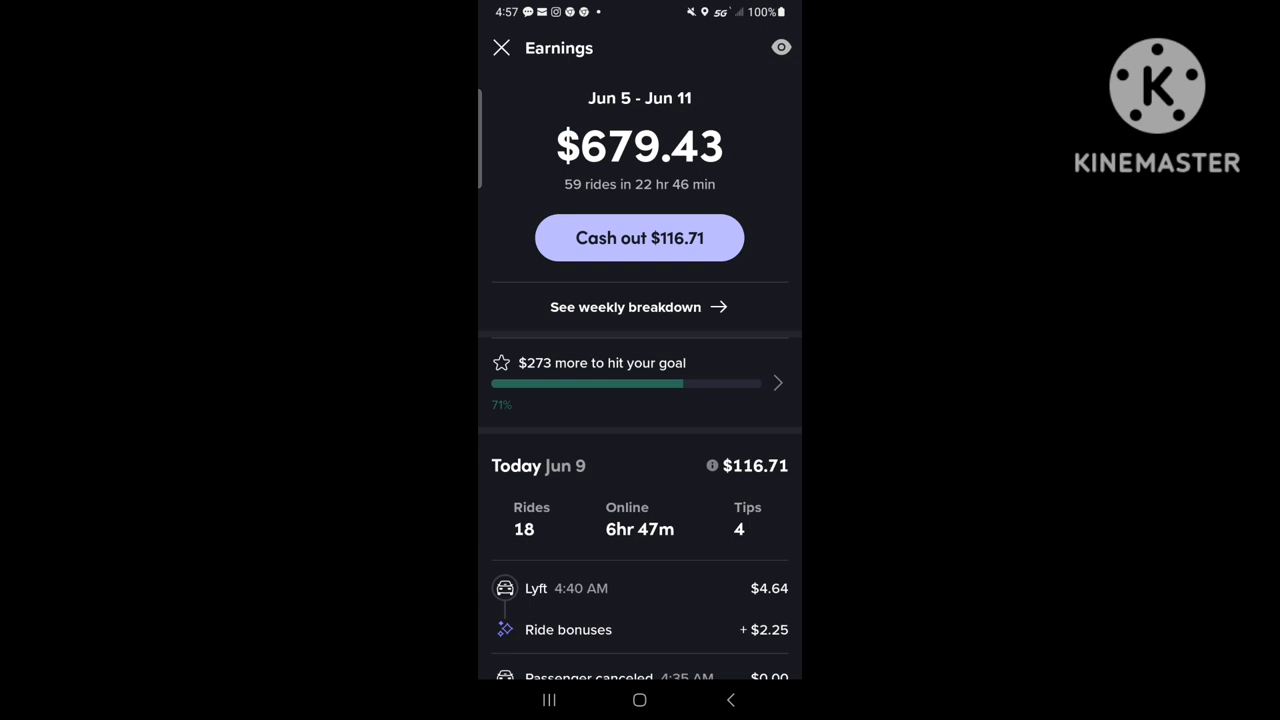 4:57 5G 100%
Earnings
Jun 5 - Jun 11
$679.43
59 rides in 22 hr 46 min
Cash out $116.71
See weekly breakdown →
$273 more to hit your goal
71%
Today Jun 9 $116.71
Rides Online Tips
18 6hr 47m 4
Lyft 4:40 AM $4.64
Ride bonuses + $2.25
Passenger canceled 4:35 AM $0.00
K
KINEMASTER